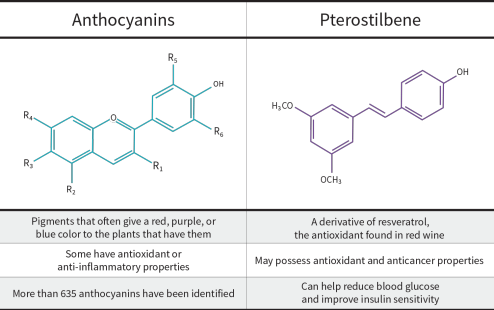 Anthocyanins
Pterostilbene
R5
OH
R4
O
R6
R3
R1
R2
OH
H3CO
OCH3
Pigments that often give a red, purple, or
blue color to the plants that have them
A derivative of resveratrol,
the antioxidant found in red wine
Some have antioxidant or
anti-inflammatory properties
May possess antioxidant and anticancer properties
More than 635 anthocyanins have been identified
Can help reduce blood glucose
and improve insulin sensitivity